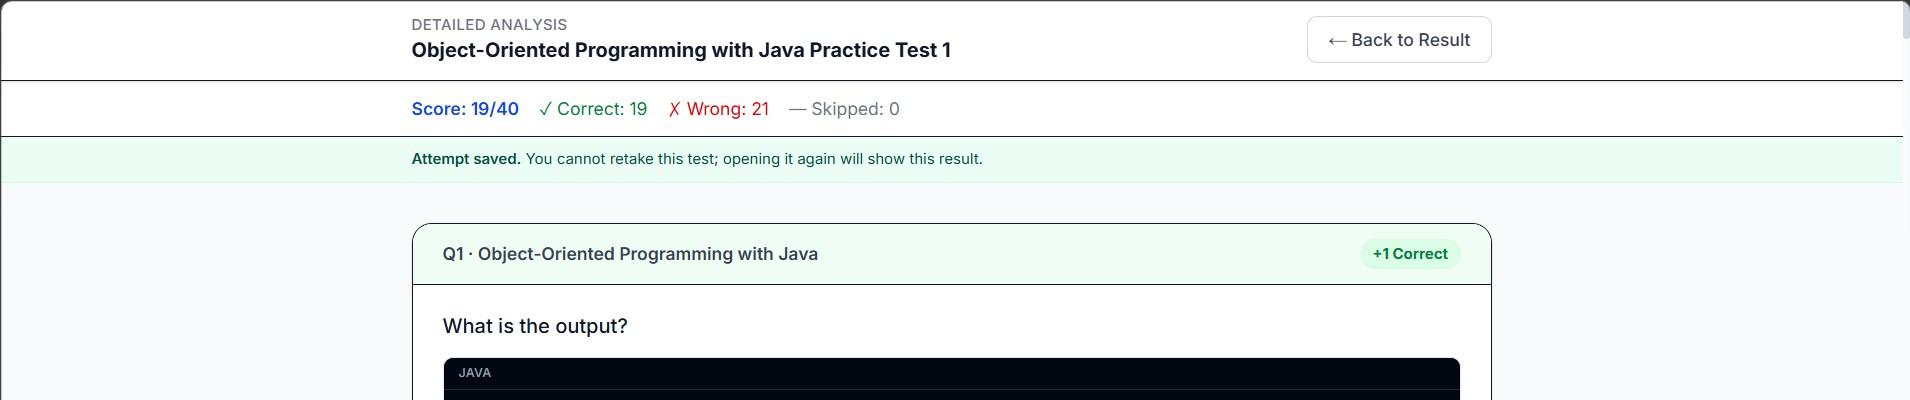 DETAILED ANALYSIS
Object-Oriented Programming with Java Practice Test 1
← Back to Result
Score: 19/40 ✓ Correct: 19 ✗ Wrong: 21 — Skipped: 0
Attempt saved. You cannot retake this test; opening it again will show this result.
Q1 · Object-Oriented Programming with Java
+1 Correct
What is the output?
JAVA